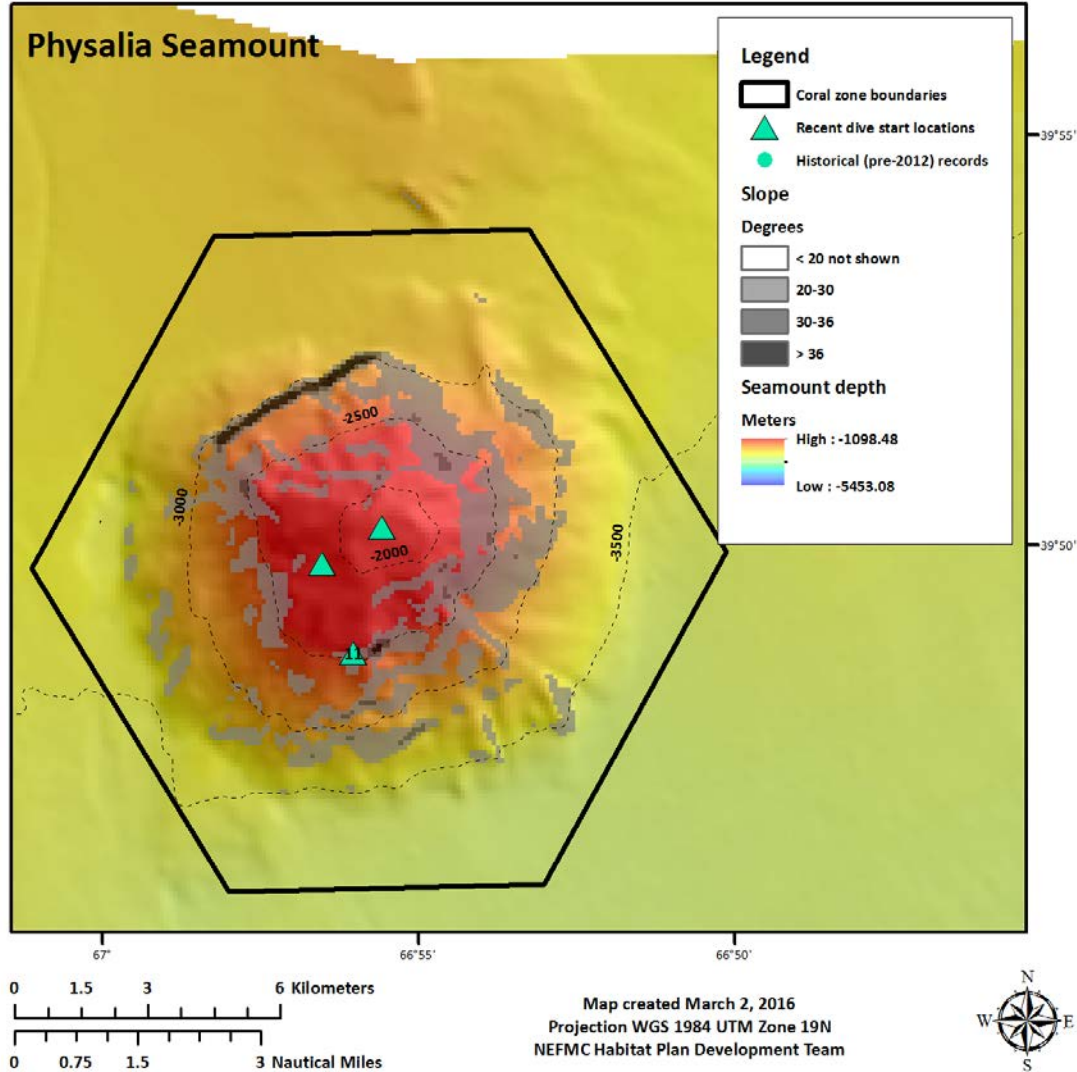 Physalia Seamount
Legend
Coral zone boundaries
Recent dive start locations
Historical (pre-2012) records
Slope
Degrees
< 20 not shown
20-30
30-36
> 36
Seamount depth
Meters
High : -1098.48
Low : -5453.08
39°55'
39°50'
-2500
-3000
-2000
-3500
67°
66°55'
66°50'
0 1.5 3 6 Kilometers
0 0.75 1.5 3 Nautical Miles
Map created March 2, 2016
Projection WGS 1984 UTM Zone 19N
NEFMC Habitat Plan Development Team
N
W E
S